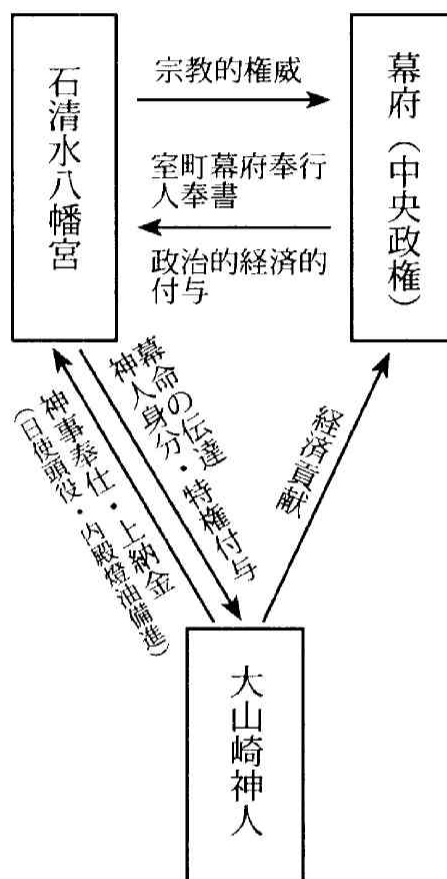 石清水八幡宮
宗教的権威
室町幕府奉行
人奉書
政治的経済的
付与
幕府（中央政権）
幕命の伝達
神人身分・特権付与
神事奉仕・上納金
（日使頭役・内殿燈油備進）
経済貢献
大山崎神人